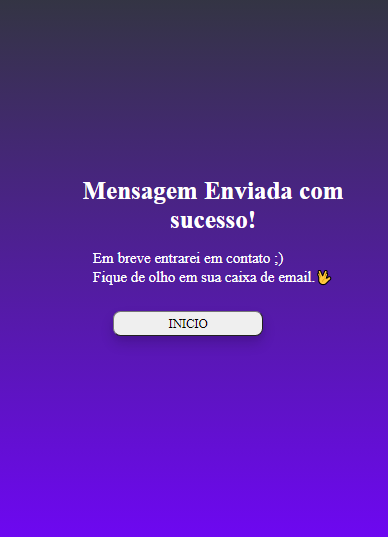 Mensagem Enviada com
sucesso!
Em breve entrarei em contato ;)
Fique de olho em sua caixa de email.🖖
INICIO